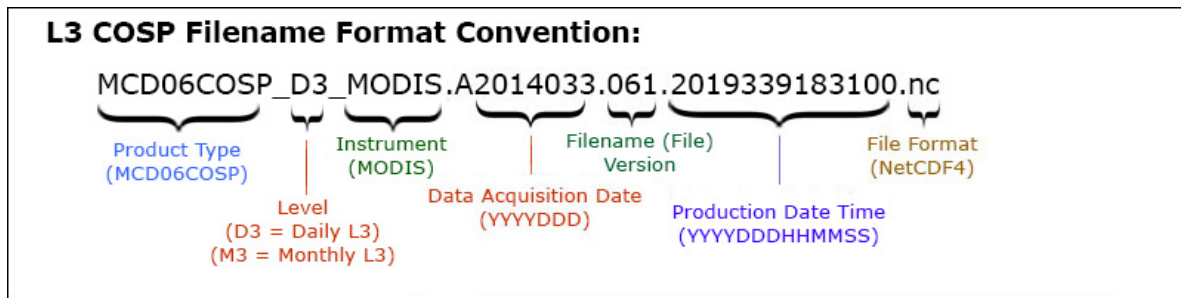 L3 COSP Filename Format Convention:
MCD06COSP_D3_MODIS.A2014033.061.2019339183100.nc
Product Type
(MCD06COSP)
Level
(D3 = Daily L3)
(M3 = Monthly L3)
Instrument
(MODIS)
Data Acquisition Date
(YYYYDDD)
Filename (File)
Version
Production Date Time
(YYYYDDDHHMMSS)
File Format
(NetCDF4)